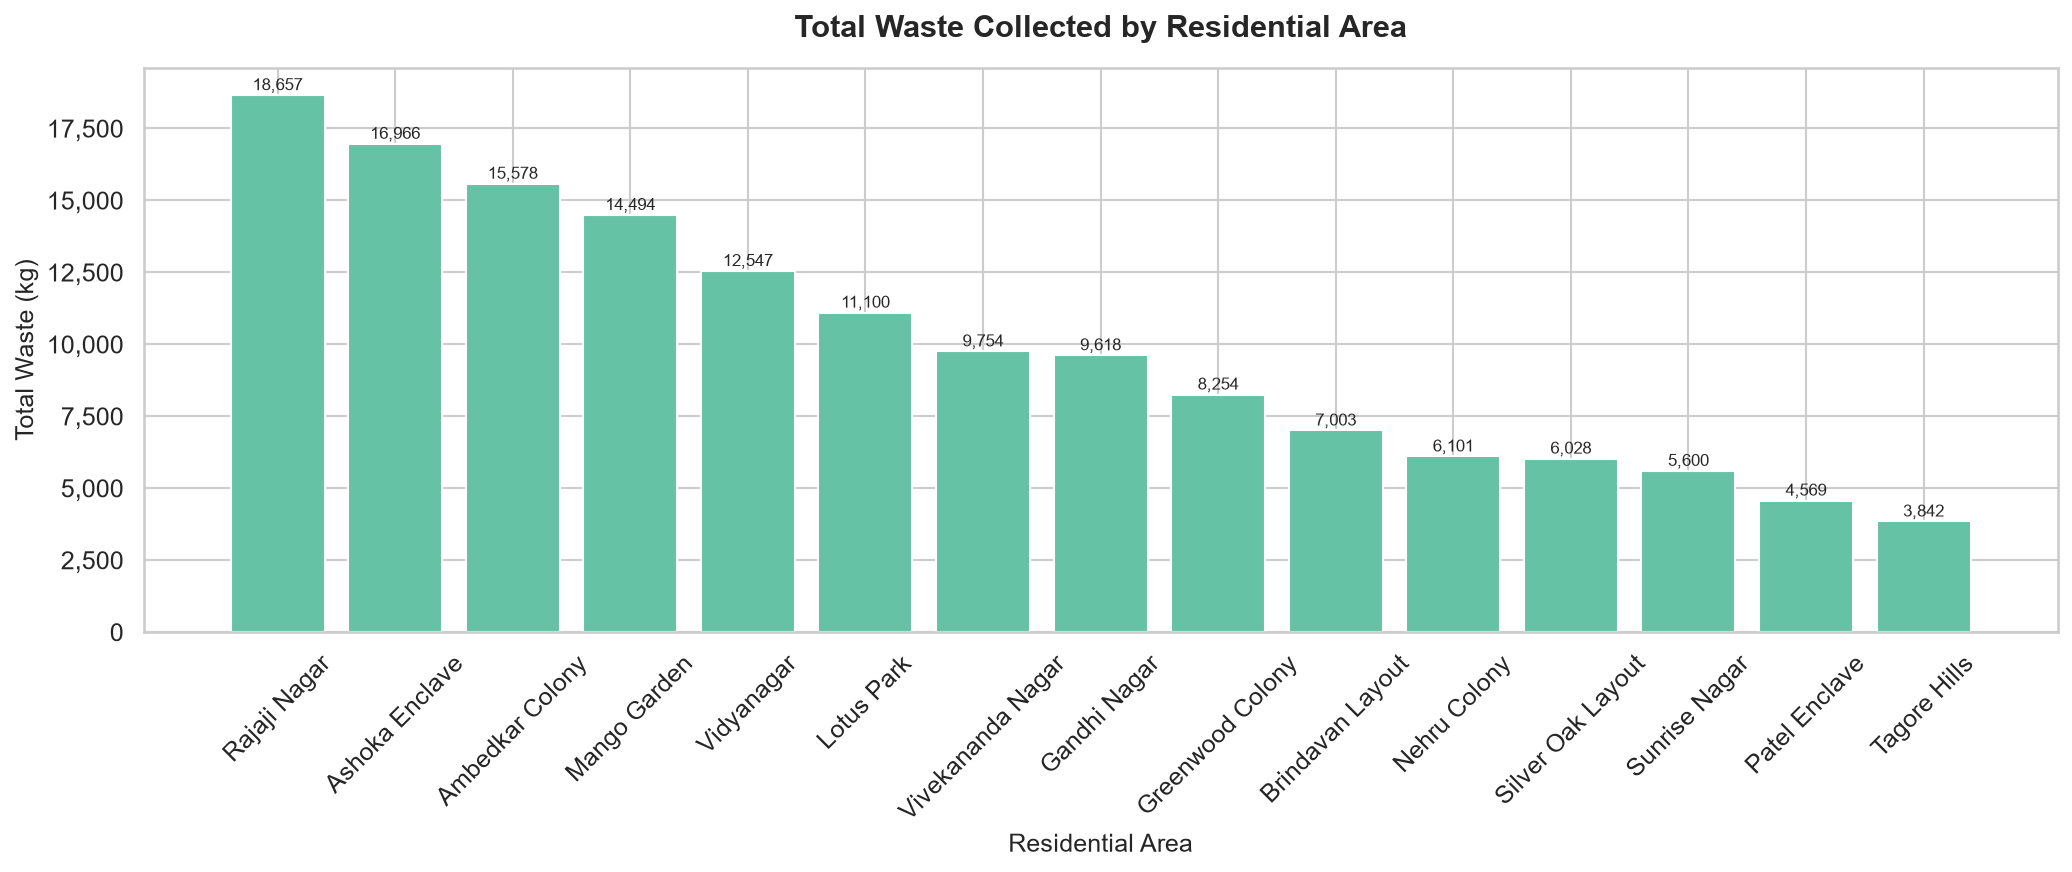 Total Waste Collected by Residential Area
Total Waste (kg)
17,500
15,000
12,500
10,000
7,500
5,000
2,500
0
18,657
16,966
15,578
14,494
12,547
11,100
9,754
9,618
8,254
7,003
6,101
6,028
5,600
4,569
3,842
Rajaji Nagar
Ashoka Enclave
Ambedkar Colony
Mango Garden
Vidyanagar
Lotus Park
Vivekananda Nagar
Gandhi Nagar
Greenwood Colony
Brindavan Layout
Nehru Colony
Silver Oak Layout
Sunrise Nagar
Patel Enclave
Tagore Hills
Residential Area